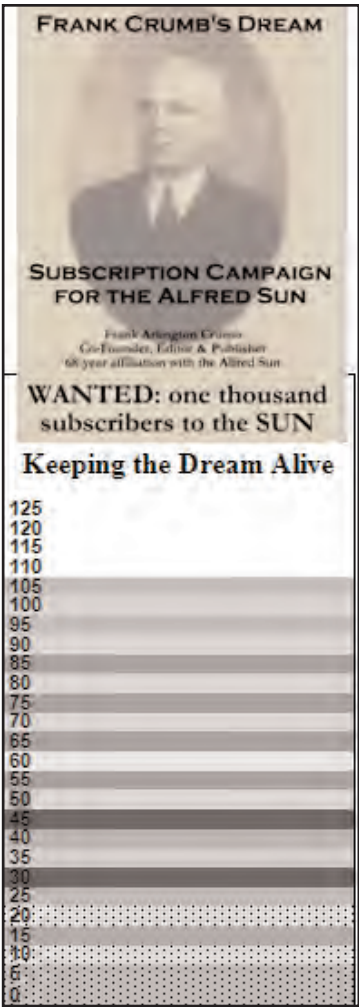 FRANK CRUMB'S DREAM
SUBSCRIPTION CAMPAIGN
FOR THE ALFRED SUN
Frank Arlington Crumb
Co-Founder, Editor & Publisher
68 year affiliation with the Alfred Sun
WANTED: one thousand
subscribers to the SUN
Keeping the Dream Alive
125
120
115
110
105
100
95
90
85
80
75
70
65
60
55
50
45
40
35
30
25
20
15
10
5
0